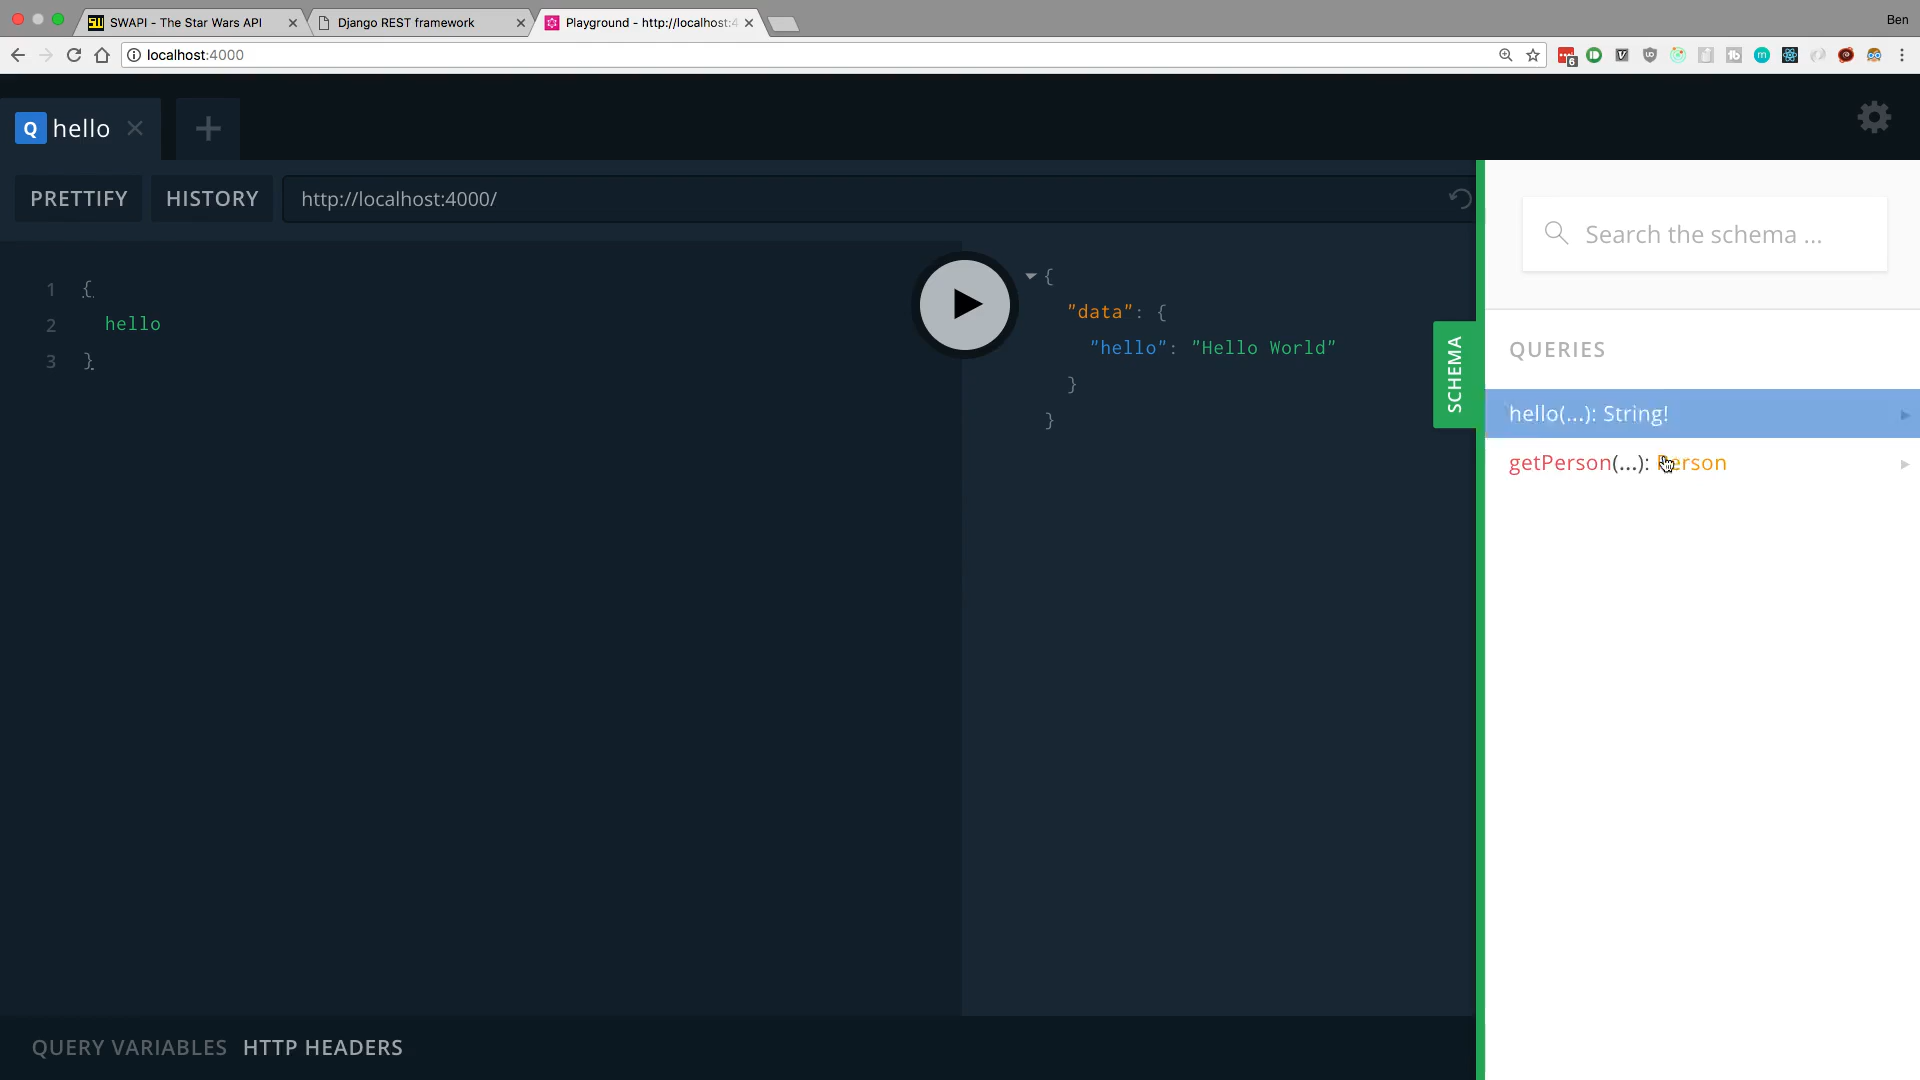 SWAPI - The Star Wars API
Django REST framework
Playground - http://localhost:4
Ben
localhost:4000
6
Q hello
PRETTIFY
HISTORY
http://localhost:4000/
1 {
2 hello
3 }
{
"data": {
"hello": "Hello World"
}
}
SCHEMA
Search the schema ...
QUERIES
hello(...): String!
getPerson(...): Person
QUERY VARIABLES
HTTP HEADERS